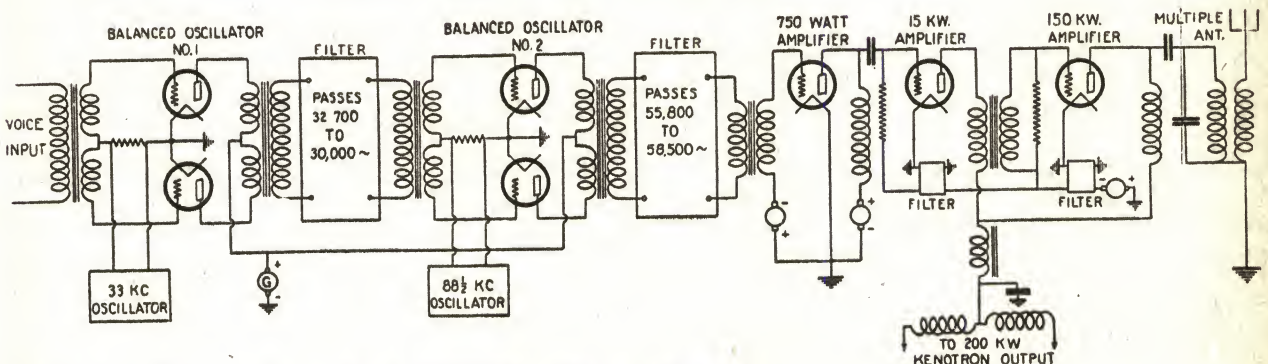 BALANCED OSCILLATOR
NO. 1
FILTER
BALANCED OSCILLATOR
NO. 2
FILTER
750 WATT
AMPLIFIER
15 KW.
AMPLIFIER
150 KW.
AMPLIFIER
MULTIPLE
ANT.
VOICE
INPUT
PASSES
32 700
TO
30,000 ~
PASSES
55,800
TO
58,500 ~
33 KC
OSCILLATOR
+
G
-
88½ KC
OSCILLATOR
-
+
+
-
FILTER
FILTER
-
+
TO 200 KW
KENOTRON OUTPUT